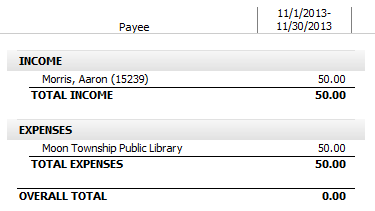 11/1/2013-
Payee 11/30/2013
INCOME
Morris, Aaron (15239) 50.00
TOTAL INCOME 50.00
EXPENSES
Moon Township Public Library 50.00
TOTAL EXPENSES 50.00
OVERALL TOTAL 0.00